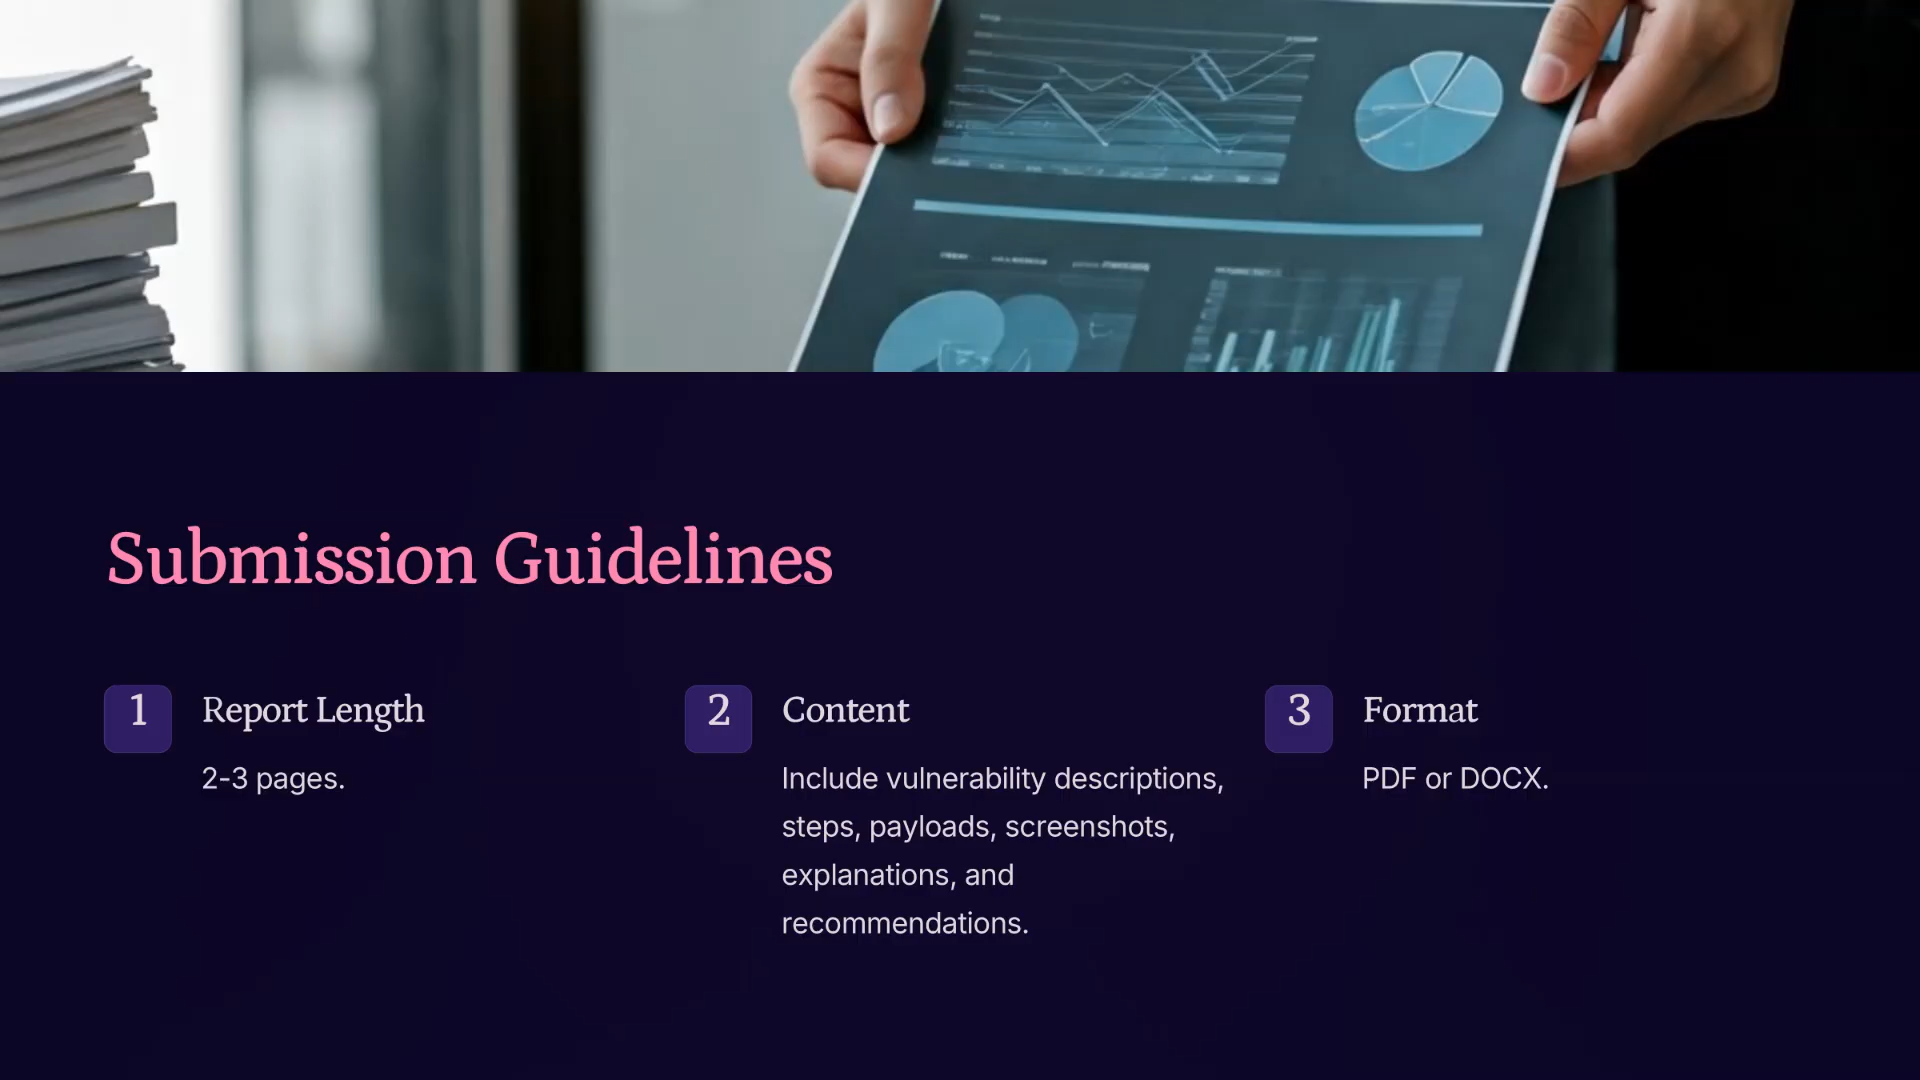 Submission Guidelines
1
Report Length
2-3 pages.
2
Content
Include vulnerability descriptions,
steps, payloads, screenshots,
explanations, and
recommendations.
3
Format
PDF or DOCX.